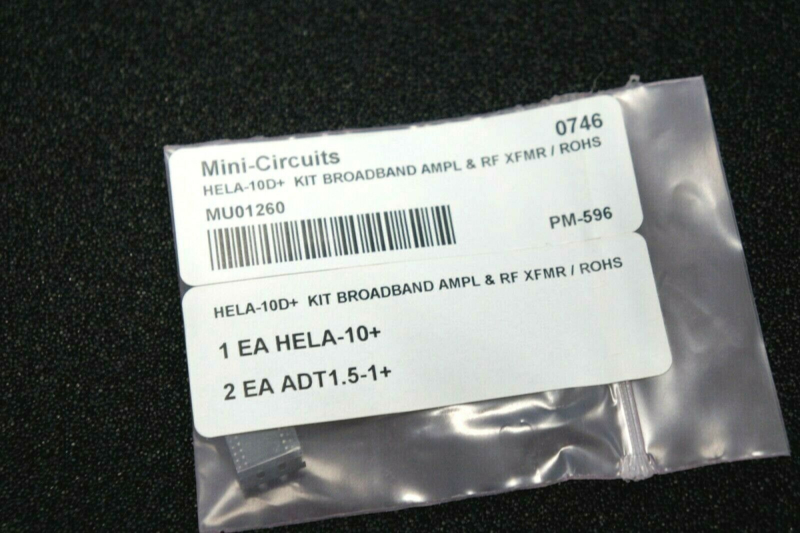 Mini-Circuits 0746
HELA-10D+ KIT BROADBAND AMPL & RF XFMR / ROHS
MU01260
PM-596
HELA-10D+ KIT BROADBAND AMPL & RF XFMR / ROHS
1 EA HELA-10+
2 EA ADT1.5-1+